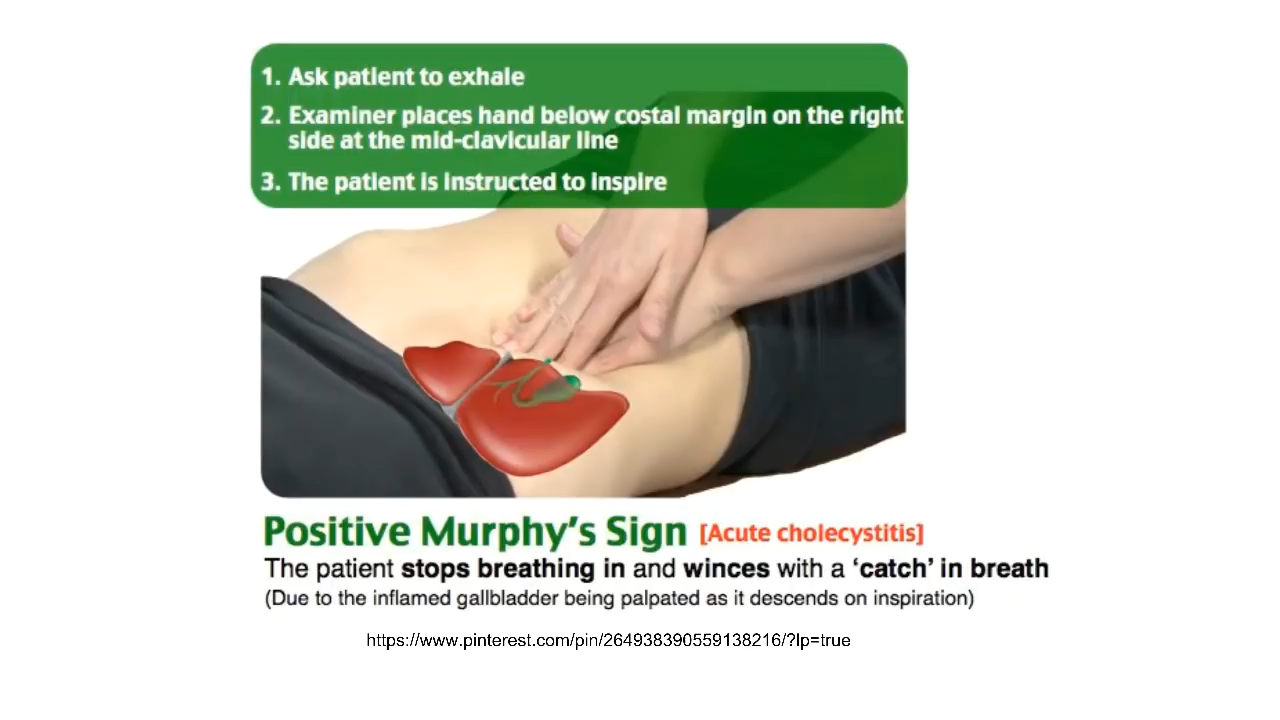 1. Ask patient to exhale
2. Examiner places hand below costal margin on the right
side at the mid-clavicular line
3. The patient is instructed to inspire
Positive Murphy's Sign [Acute cholecystitis]
The patient stops breathing in and winces with a 'catch' in breath
(Due to the inflamed gallbladder being palpated as it descends on inspiration)
https://www.pinterest.com/pin/264938390559138216/?lp=true